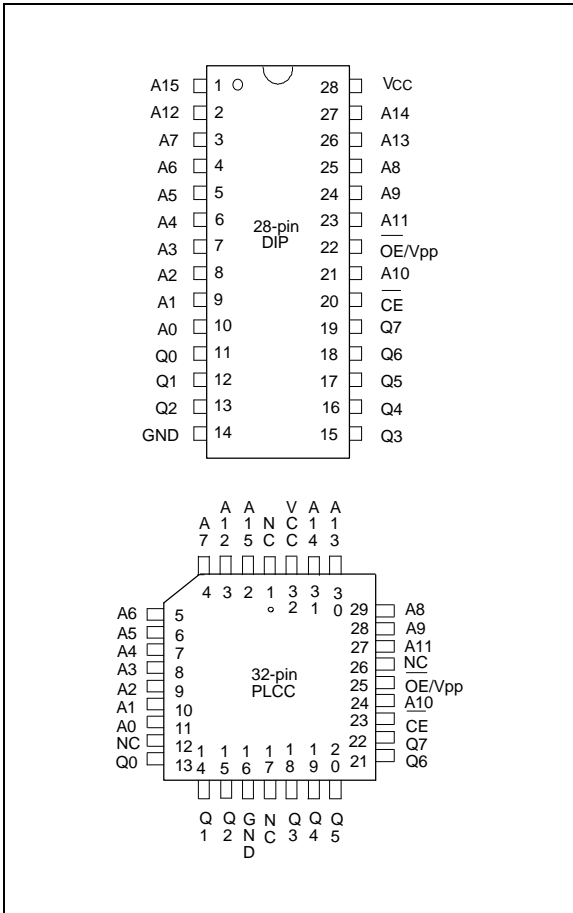 A15 1 28 VCC
A12 2 27 A14
A7 3 26 A13
A6 4 25 A8
A5 5 24 A9
A4 6 23 A11
28-pin
DIP
A3 7 22 OE/Vpp
A2 8 21 A10
A1 9 20 CE
A0 10 19 Q7
Q0 11 18 Q6
Q1 12 17 Q5
Q2 13 16 Q4
GND 14 15 Q3
A7 A12 A15 NC VCC A14 A13
4 3 2 1 32 31 30
A6 5 29 A8
A5 6 28 A9
A4 7 27 A11
A3 8 26 NC
32-pin
PLCC
A2 9 25 OE/Vpp
A1 10 24 A10
A0 11 23 CE
NC 12 22 Q7
Q0 13 21 Q6
14 15 16 17 18 19 20
Q1 Q2 GND NC Q3 Q4 Q5